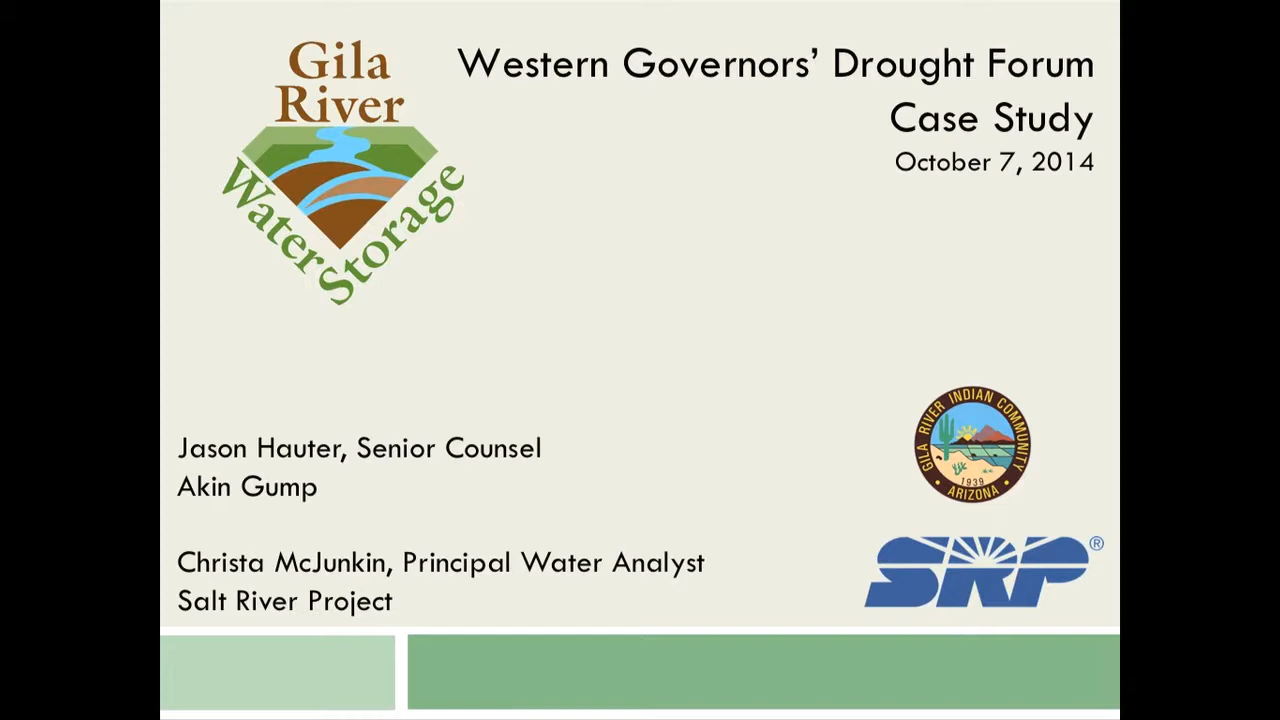 Gila
River
Water Storage
Western Governors’ Drought Forum
Case Study
October 7, 2014
Jason Hauter, Senior Counsel
Akin Gump
Christa McJunkin, Principal Water Analyst
Salt River Project
GILA RIVER INDIAN COMMUNITY
1939
ARIZONA
SRP®